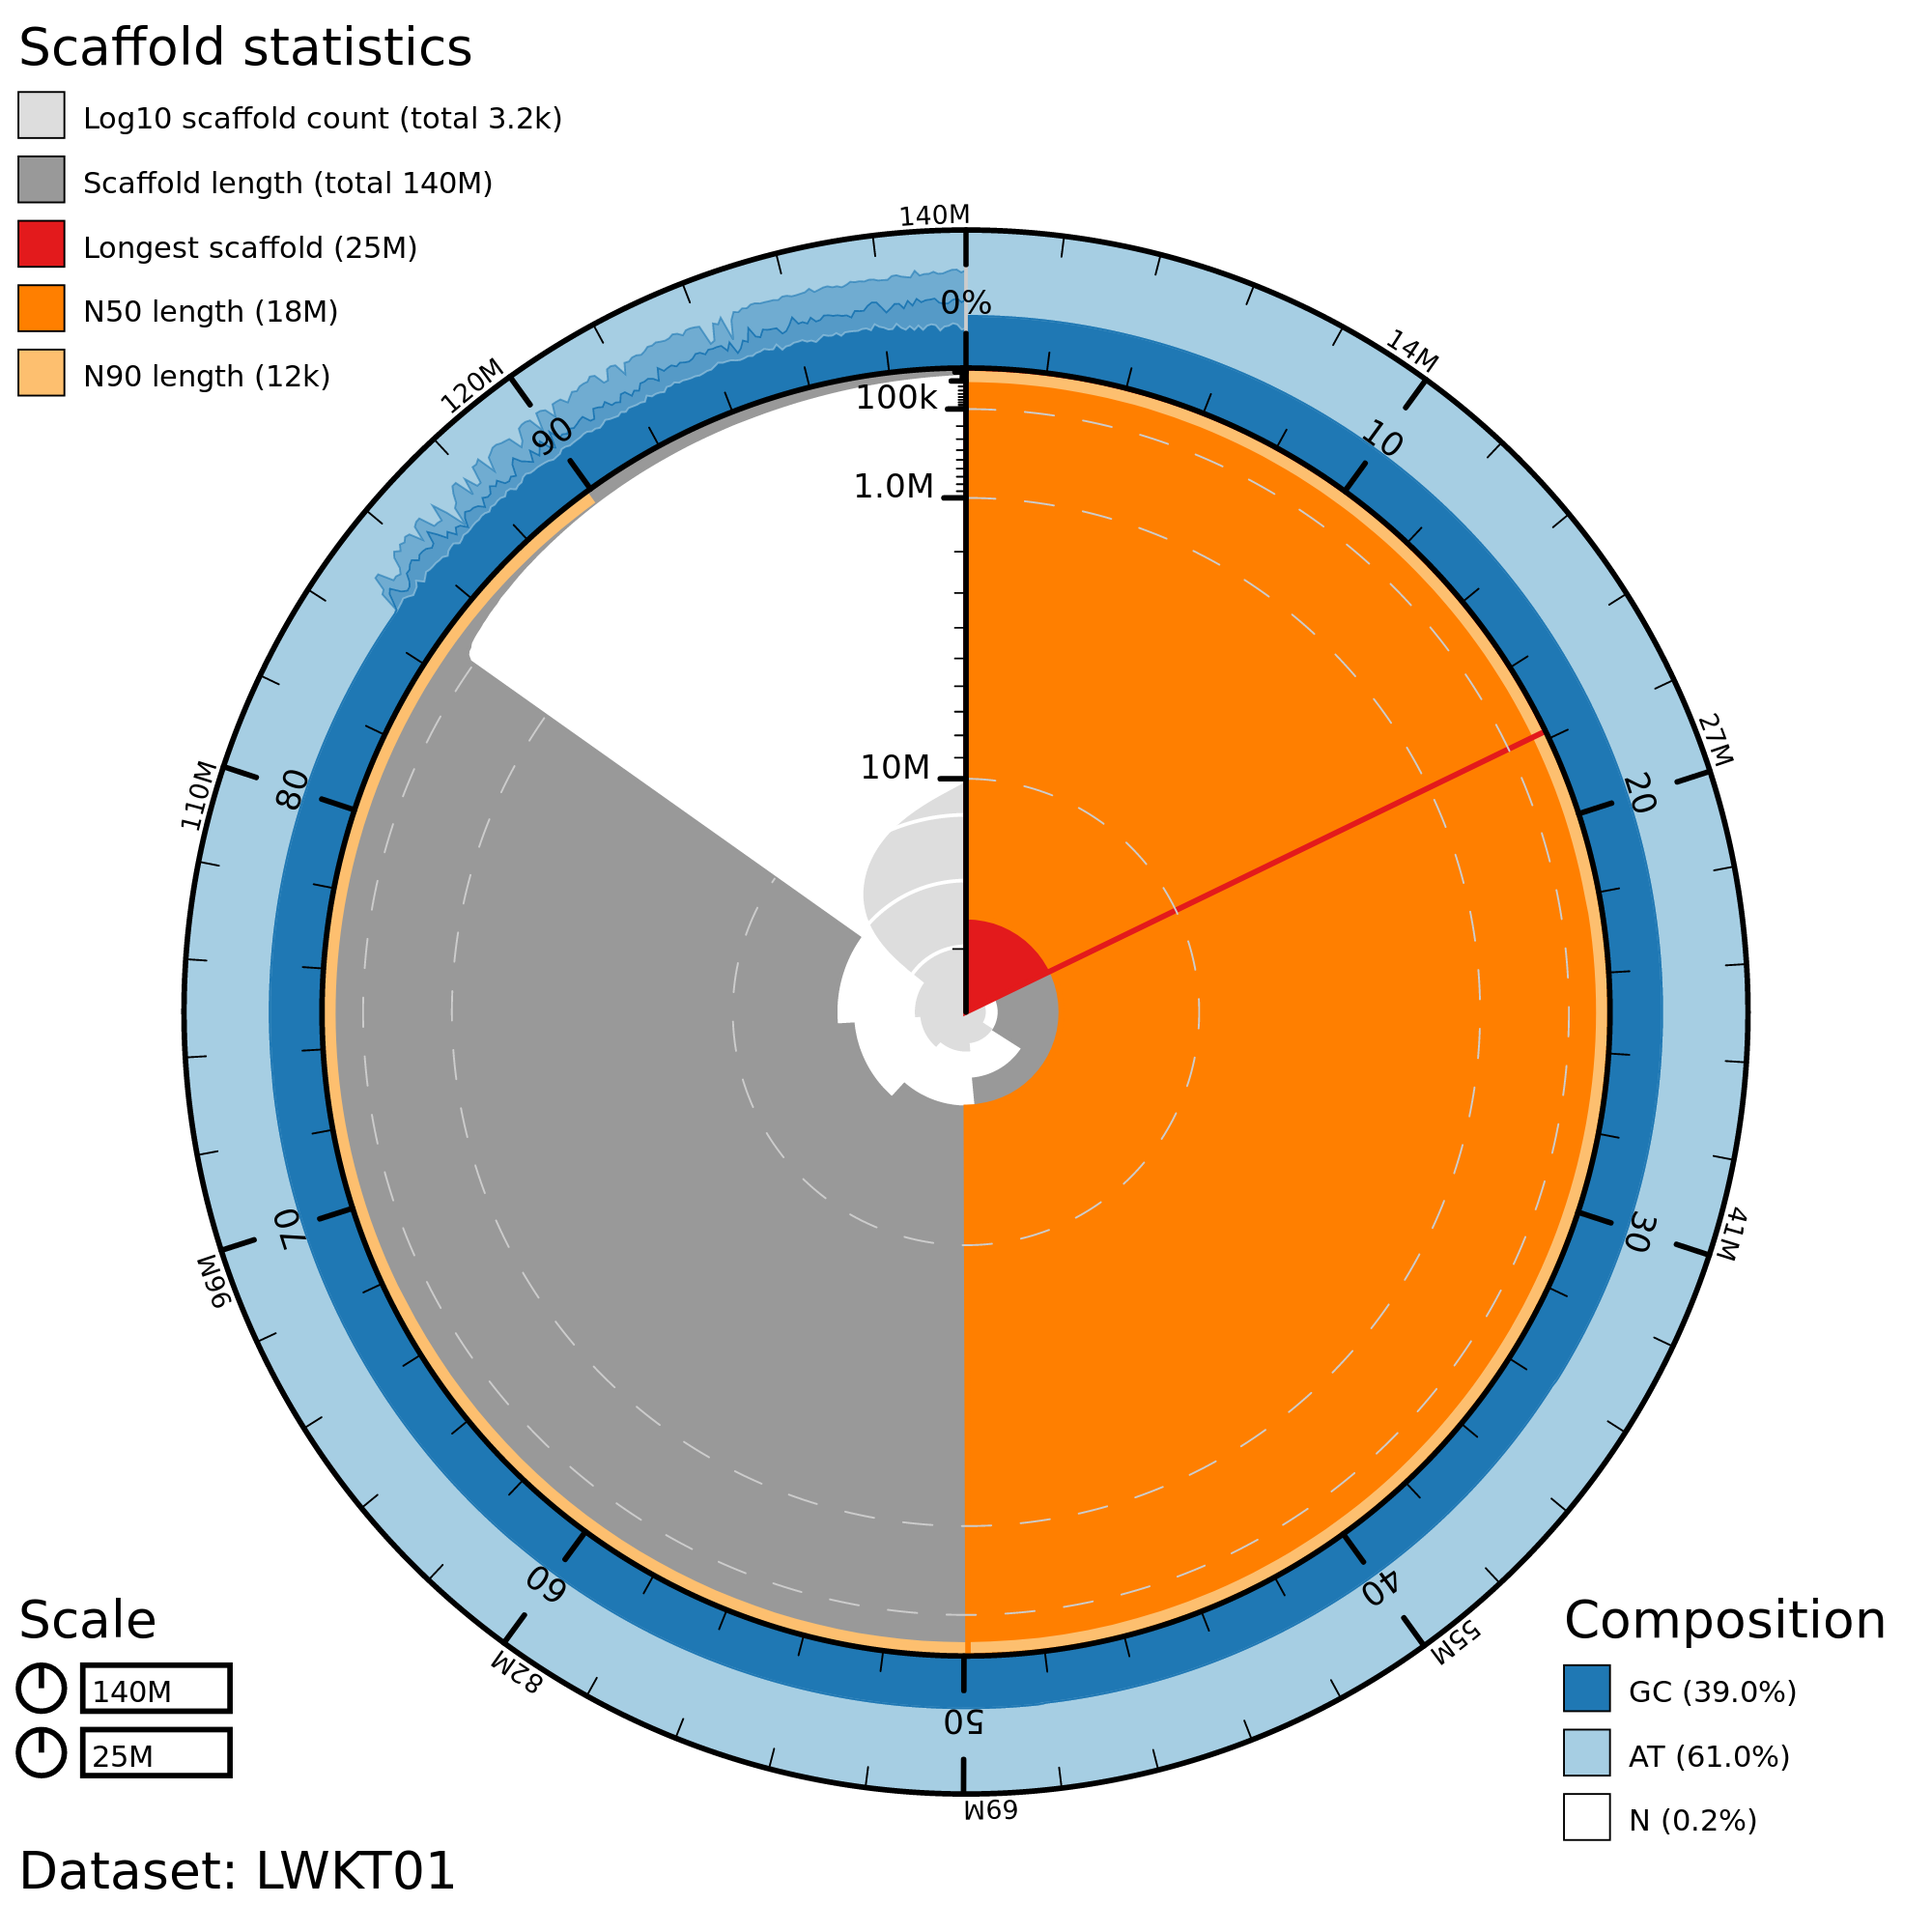 Scaffold statistics
Log10 scaffold count (total 3.2k)
Scaffold length (total 140M)
Longest scaffold (25M)
N50 length (18M)
N90 length (12k)
140M
14M
27M
41M
55M
69M
82M
96M
110M
120M
0%
10
20
30
40
50
60
70
80
90
100k
1.0M
10M
Scale
140M
25M
Composition
GC (39.0%)
AT (61.0%)
N (0.2%)
Dataset: LWKT01